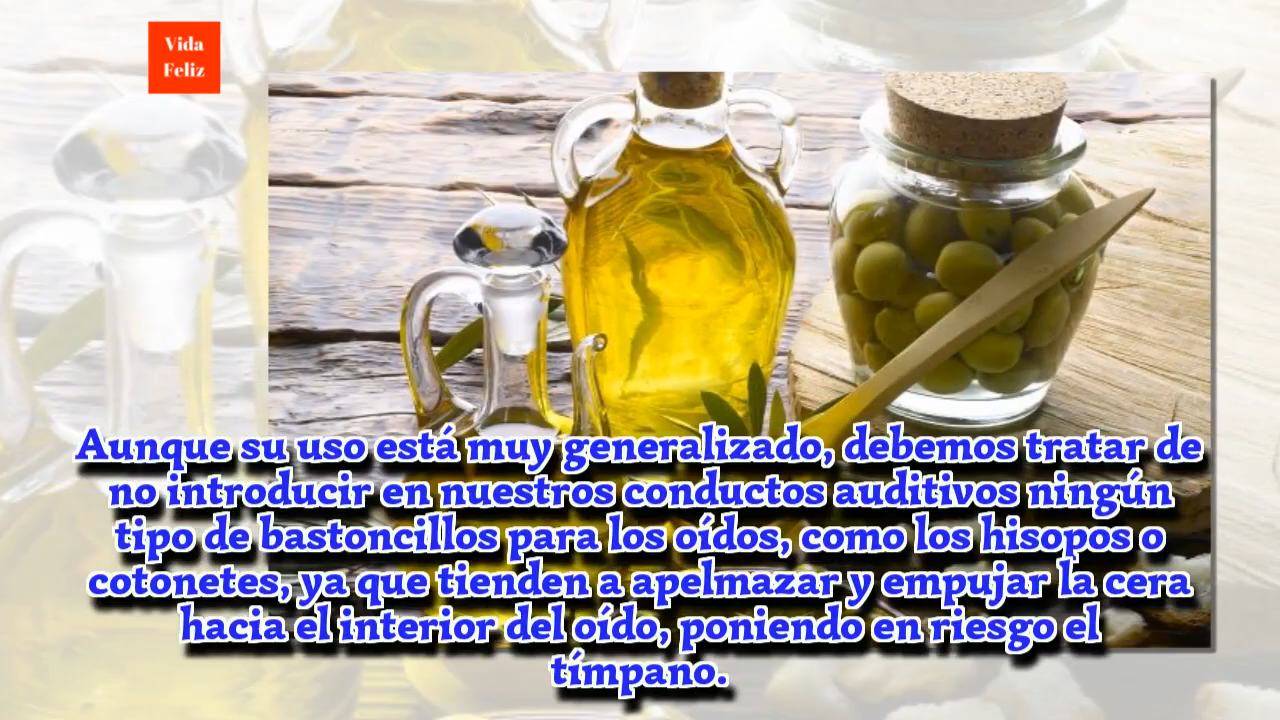 Vida
Feliz
Aunque su uso está muy generalizado, debemos tratar de
no introducir en nuestros conductos auditivos ningún
tipo de bastoncillos para los oídos, como los hisopos o
cotonetes, ya que tienden a apelmazar y empujar la cera
hacia el interior del oído, poniendo en riesgo el
tímpano.